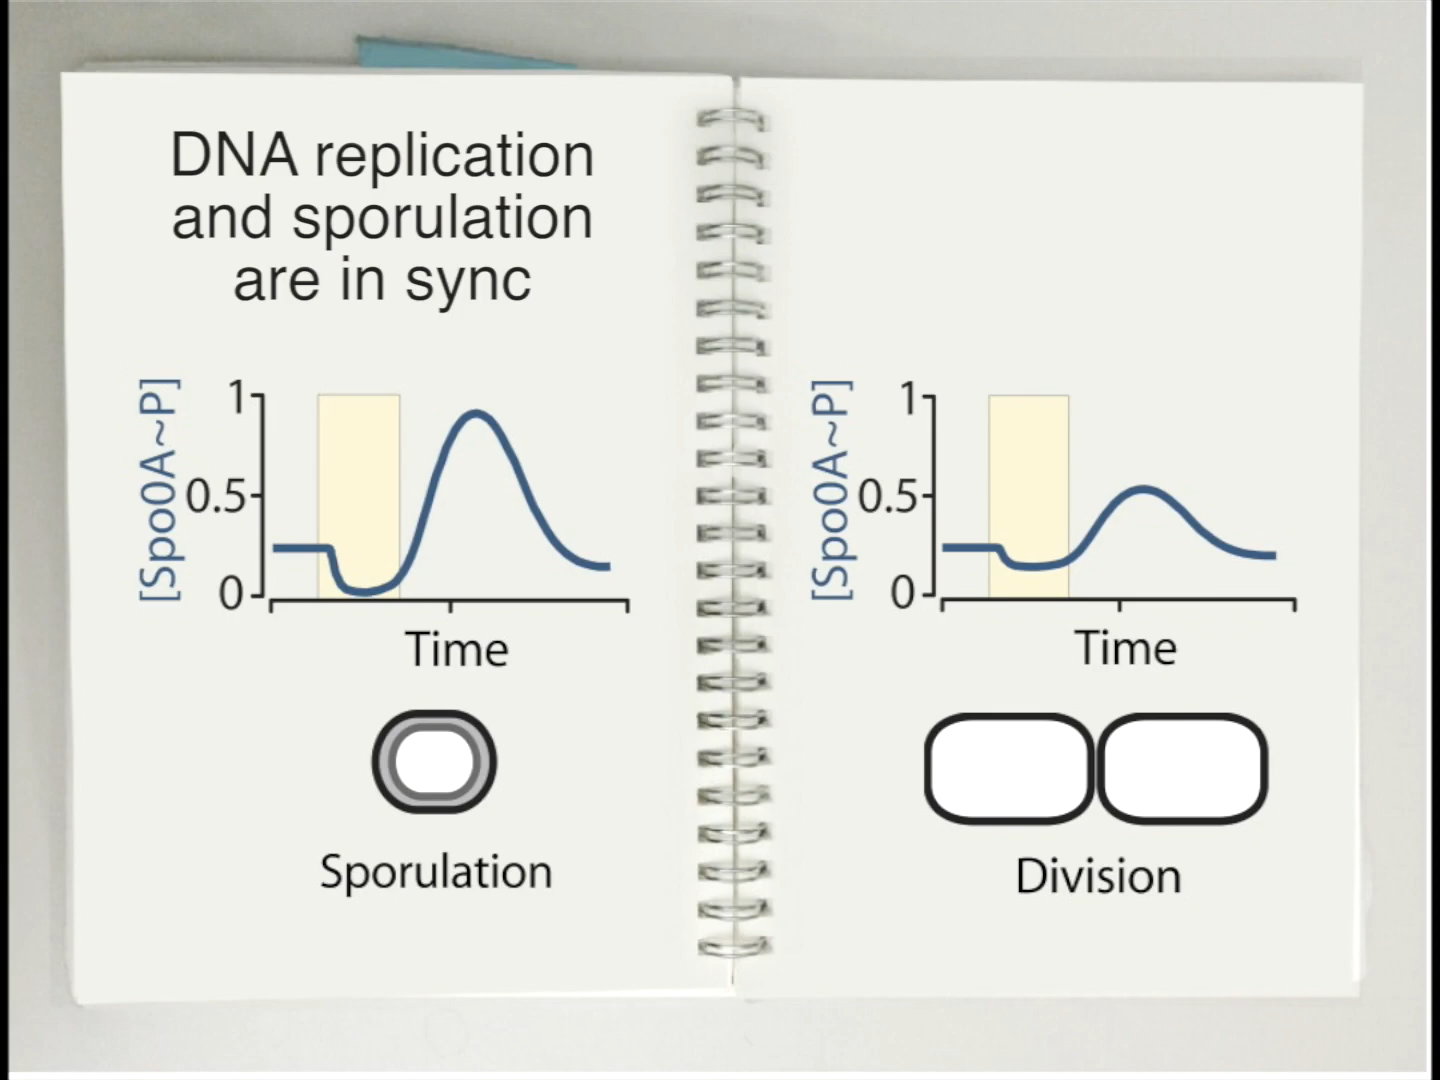 DNA replication
and sporulation
are in sync
[Spo0A~P]
1
0.5
0
Time
Sporulation
[Spo0A~P]
1
0.5
0
Time
Division